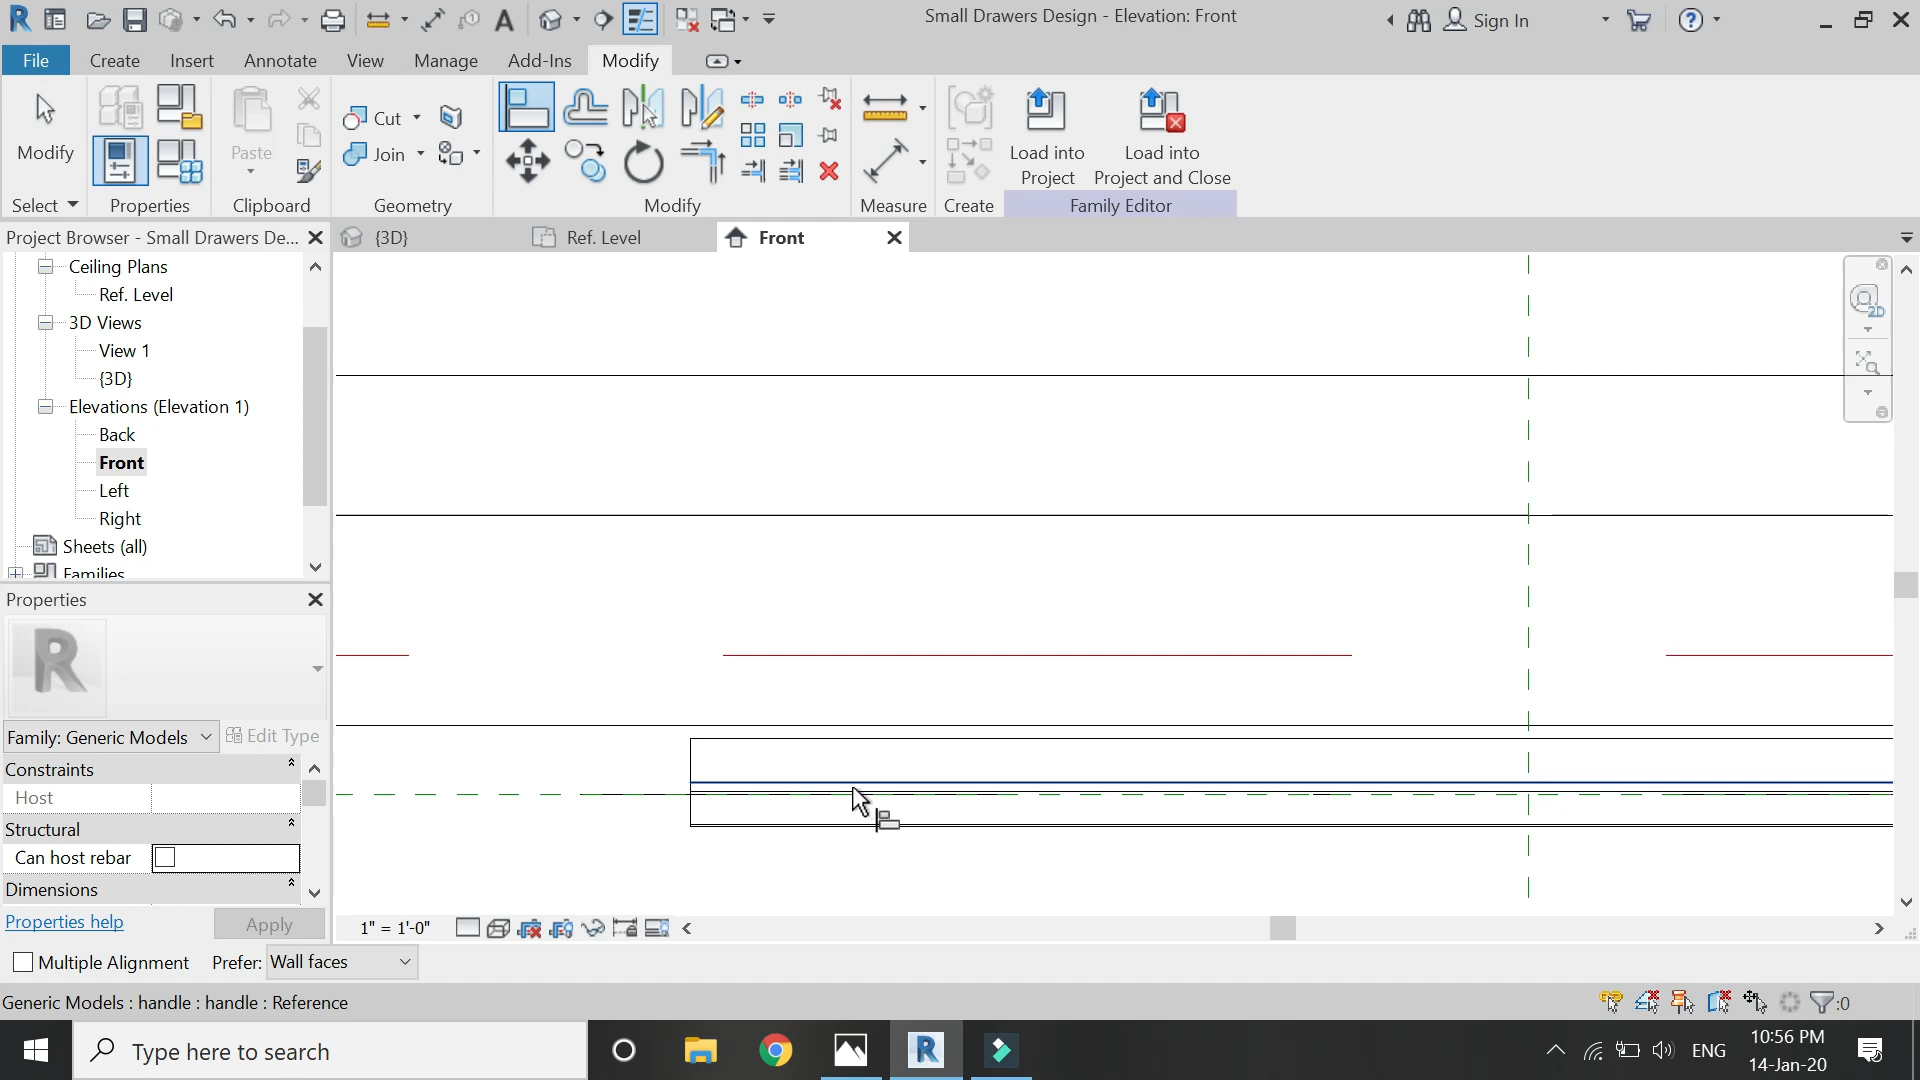 Small Drawers Design - Elevation: Front
Sign In
File
Create
Insert
Annotate
View
Manage
Add-Ins
Modify
Modify
Paste
Cut
Join
Load into
Project
Load into
Project and Close
Select
Properties
Clipboard
Geometry
Modify
Measure
Create
Family Editor
Project Browser - Small Drawers De...
{3D}
Ref. Level
Front
Ceiling Plans
Ref. Level
3D Views
View 1
{3D}
Elevations (Elevation 1)
Back
Front
Left
Right
Sheets (all)
Families
Properties
R
Family: Generic Models
Edit Type
Constraints
Host
Structural
Can host rebar
Dimensions
Properties help
Apply
1" = 1'-0"
2D
Multiple Alignment
Prefer:
Wall faces
Generic Models : handle : handle : Reference
:0
Type here to search
ENG
10:56 PM
14-Jan-20